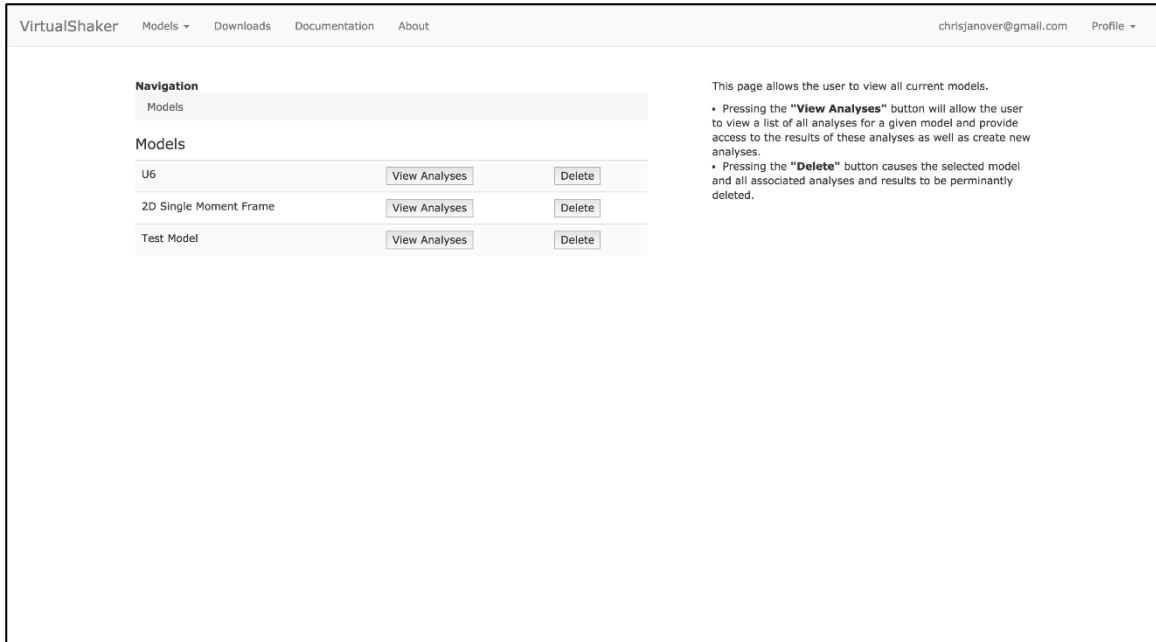 VirtualShaker Models Downloads Documentation About chrisjanover@gmail.com Profile
Navigation
Models
Models
U6 View Analyses Delete
2D Single Moment Frame View Analyses Delete
Test Model View Analyses Delete
This page allows the user to view all current models.
• Pressing the "View Analyses" button will allow the user
to view a list of all analyses for a given model and provide
access to the results of these analyses as well as create new
analyses.
• Pressing the "Delete" button causes the selected model
and all associated analyses and results to be perminantly
deleted.